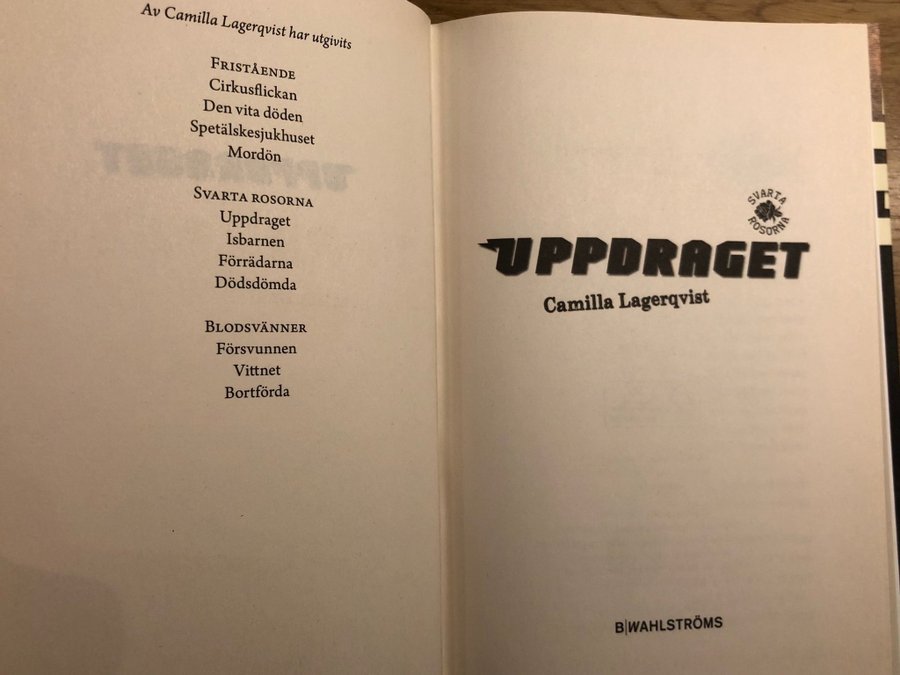 Av Camilla Lagerqvist har utgivits
FRISTÅENDE
Cirkusflickan
Den vita döden
Spetälskesjukhuset
Mordön
SVARTA ROSORNA
Uppdraget
Isbarnen
Förrädarna
Dödsdömda
BLODSVÄNNER
Försvunnen
Vittnet
Bortförda
SVARTA
ROSORNA
UPPDRAGET
Camilla Lagerqvist
B|WAHLSTRÖMS